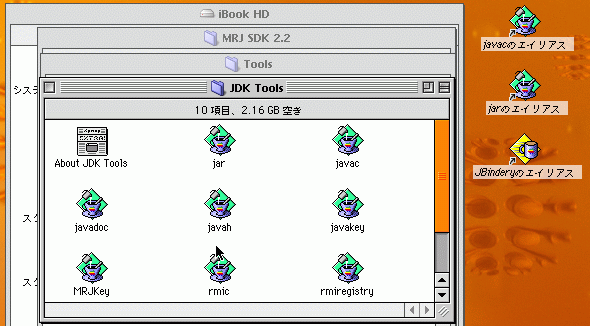 iBook HD
MRJ SDK 2.2
Tools
JDK Tools
システ
10 項目、2.16 GB 空き
About JDK Tools
jar
javac
javadoc
javah
javakey
スク
MRJKey
rmic
rmiregistry
スク
javacのエイリアス
jarのエイリアス
JBinderyのエイリアス